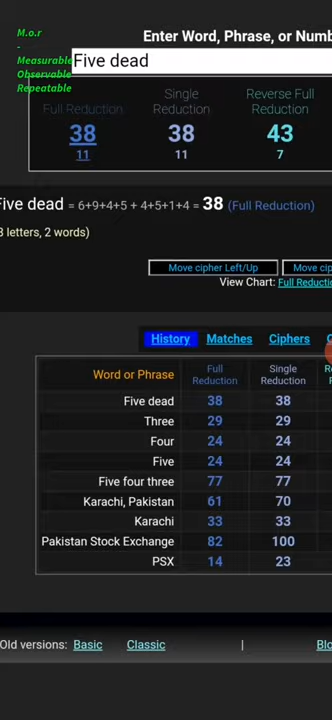 M.o.r
-
Measurable
Observable
Repeatable
Enter Word, Phrase, or Numb
Five dead
Full Reduction Single Reduction Reverse Full Reduction
38 38 43
11 11 7
Five dead = 6+9+4+5 + 4+5+1+4 = 38 (Full Reduction)
8 letters, 2 words)
Move cipher Left/Up Move cip
View Chart: Full Reducti
History Matches Ciphers
Word or Phrase Full Reduction Single Reduction Re
Five dead 38 38
Three 29 29
Four 24 24
Five 24 24
Five four three 77 77
Karachi, Pakistan 61 70
Karachi 33 33
Pakistan Stock Exchange 82 100
PSX 14 23
Old versions: Basic Classic | Blo